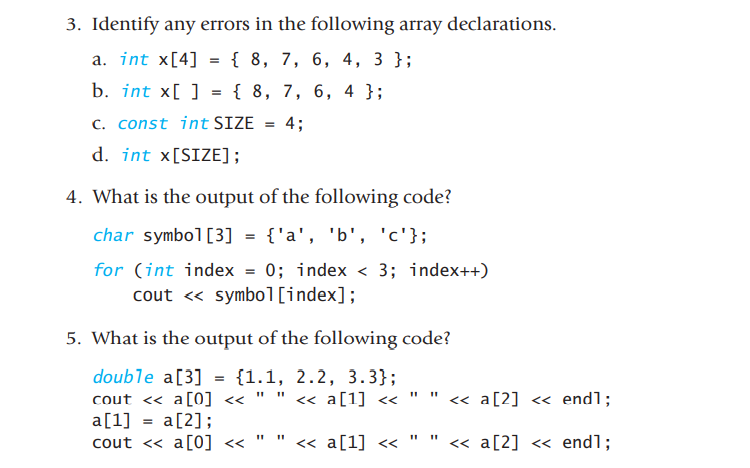 3. Identify any errors in the following array declarations.
a. int x[4] = { 8, 7, 6, 4, 3 };
b. int x[ ] = { 8, 7, 6, 4 };
c. const int SIZE = 4;
d. int x[SIZE];
4. What is the output of the following code?
char symbol[3] = {'a', 'b', 'c'};
for (int index = 0; index < 3; index++)
cout << symbol[index];
5. What is the output of the following code?
double a[3] = {1.1, 2.2, 3.3};
cout << a[0] << " " << a[1] << " " << a[2] << endl;
a[1] = a[2];
cout << a[0] << " " << a[1] << " " << a[2] << endl;